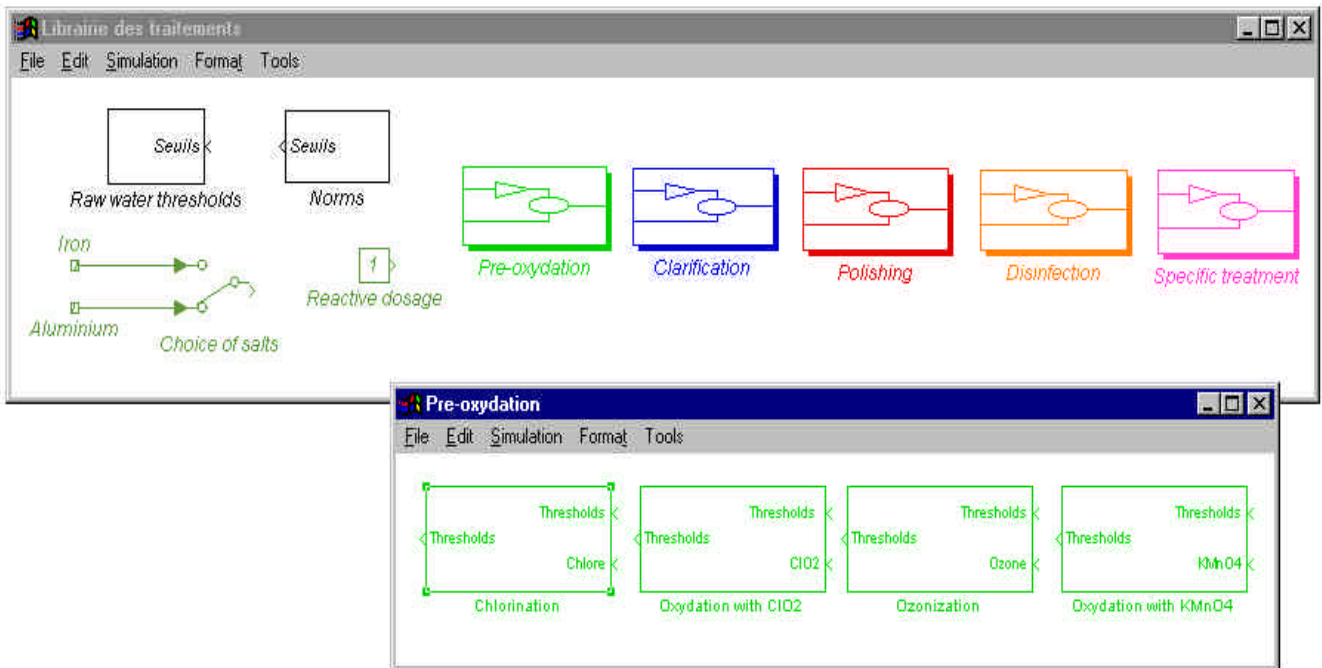 Librairie des traitements
File Edit Simulation Format Tools
Seuils
Seuils
Raw water thresholds
Norms
Iron
Aluminium
Choice of salts
1
Reactive dosage
Pre-oxydation
Clarification
Polishing
Disinfection
Specific treatment
Pre-oxydation
File Edit Simulation Format Tools
Thresholds
Thresholds
Chlore
Chlorination
Thresholds
Thresholds
ClO2
Oxydation with ClO2
Thresholds
Thresholds
Ozone
Ozonization
Thresholds
Thresholds
KMnO4
Oxydation with KMnO4